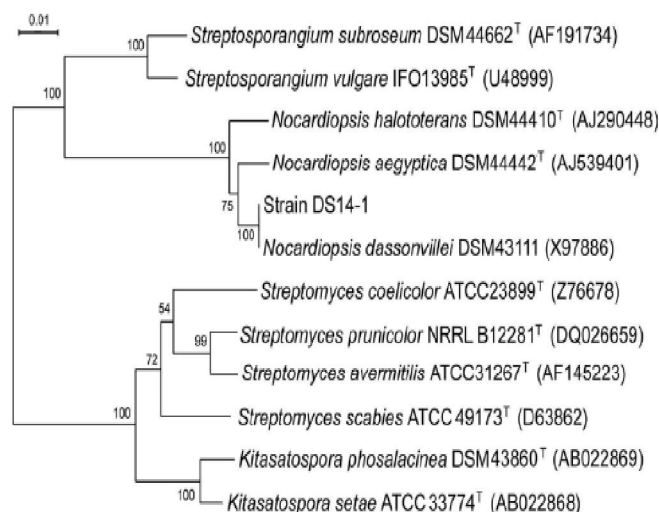 0.01
100
Streptosporangium subroseum DSM44662ᵀ (AF191734)
Streptosporangium vulgare IFO13985ᵀ (U48999)
100
100
Nocardiopsis halototerans DSM44410ᵀ (AJ290448)
Nocardiopsis aegyptica DSM44442ᵀ (AJ539401)
75
Strain DS14-1
100
Nocardiopsis dassonvillei DSM43111 (X97886)
54
Streptomyces coelicolor ATCC23899ᵀ (Z76678)
99
Streptomyces prunicolor NRRL B12281ᵀ (DQ026659)
72
Streptomyces avermitilis ATCC31267ᵀ (AF145223)
100
Streptomyces scabies ATCC 49173ᵀ (D63862)
Kitasatospora phosalacinea DSM43860ᵀ (AB022869)
100
Kitasatospora setae ATCC 33774ᵀ (AB022868)